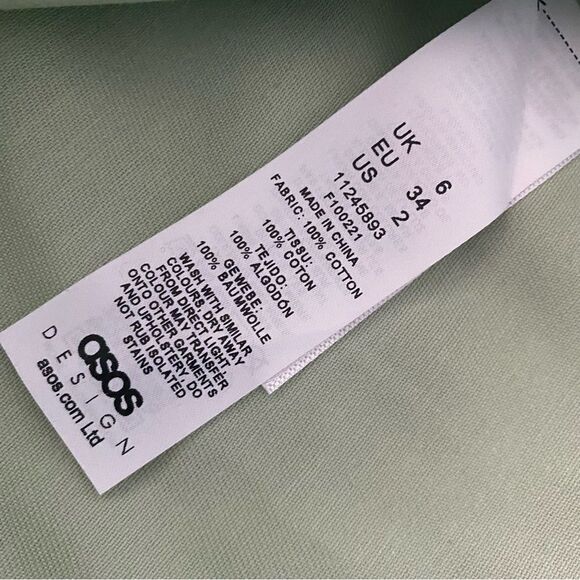 UK 6
EU 34
US 2
11245893
F100221
MADE IN CHINA
FABRIC: 100% COTTON
TISSU:
100% COTON
TEJIDO:
100% ALGODÓN
GEWEBE:
100% BAUMWOLLE
WASH WITH SIMILAR
COLOURS, DRY AWAY
FROM DIRECT LIGHT.
COLOUR MAY TRANSFER
ONTO OTHER GARMENTS
AND UPHOLSTERY. DO
NOT RUB ISOLATED
STAINS
asos
DESIGN
asos.com Ltd